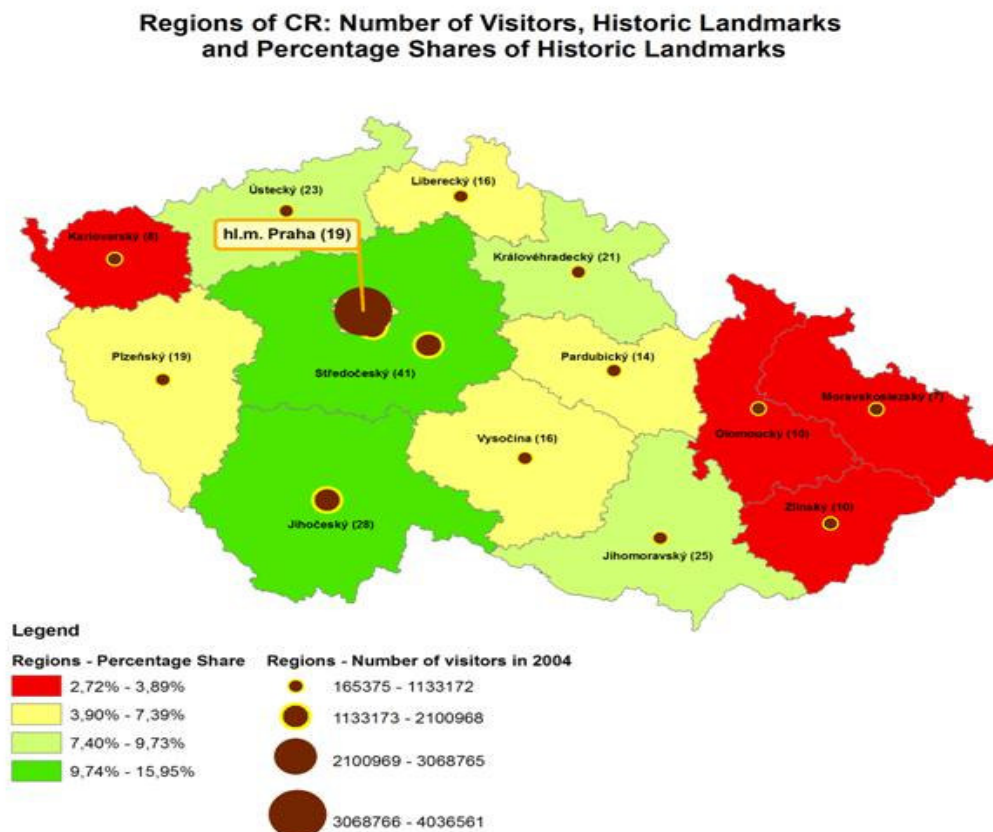 Regions of CR: Number of Visitors, Historic Landmarks
and Percentage Shares of Historic Landmarks
Liberecký (16)
Ústecký (23)
hl.m. Praha (19)
Karlovarský (8)
Královéhradecký (21)
Plzeňský (19)
Pardubický (14)
Středočeský (41)
Moravskoslezský (7)
Olomoucký (10)
Vysočina (16)
Zlínský (10)
Jihočeský (28)
Jihomoravský (25)
Legend
Regions - Percentage Share
2,72% - 3,89%
3,90% - 7,39%
7,40% - 9,73%
9,74% - 15,95%
Regions - Number of visitors in 2004
165375 - 1133172
1133173 - 2100968
2100969 - 3068765
3068766 - 4036561